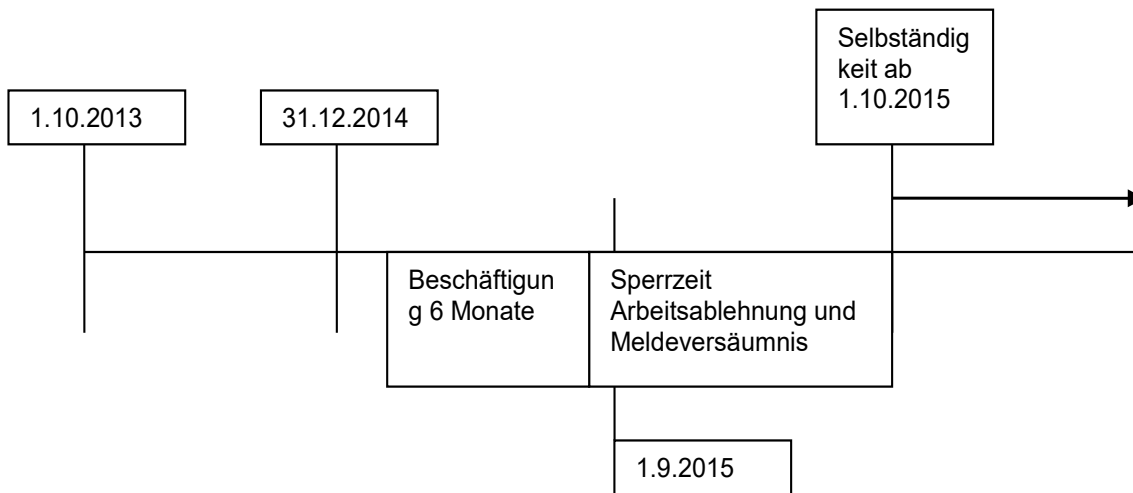 Selbständig
keit ab
1.10.2015
1.10.2013
31.12.2014
Beschäftigun
g 6 Monate
Sperrzeit
Arbeitsablehnung und
Meldeversäumnis
1.9.2015